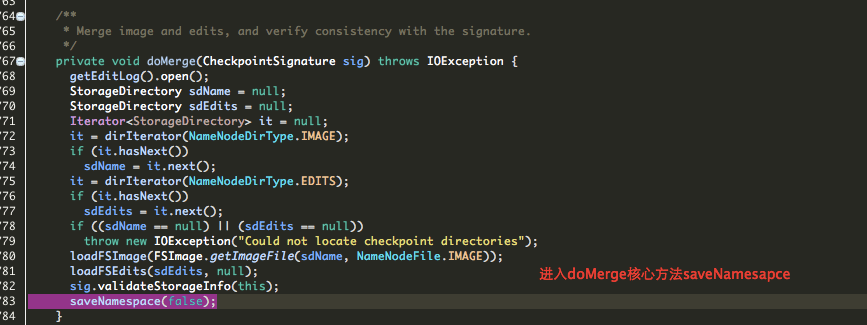 763
764 /**
765 * Merge image and edits, and verify consistency with the signature.
766 */
767 private void doMerge(CheckpointSignature sig) throws IOException {
768 getEditLog().open();
769 StorageDirectory sdName = null;
770 StorageDirectory sdEdits = null;
771 Iterator<StorageDirectory> it = null;
772 it = dirIterator(NameNodeDirType.IMAGE);
773 if (it.hasNext())
774 sdName = it.next();
775 it = dirIterator(NameNodeDirType.EDITS);
776 if (it.hasNext())
777 sdEdits = it.next();
778 if ((sdName == null) || (sdEdits == null))
779 throw new IOException("Could not locate checkpoint directories");
780 loadFSImage(FSImage.getImageFile(sdName, NameNodeFile.IMAGE));
781 loadFSEdits(sdEdits, null);
进入doMerge核心方法saveNamesapce
782 sig.validateStorageInfo(this);
783 saveNamespace(false);
784 }